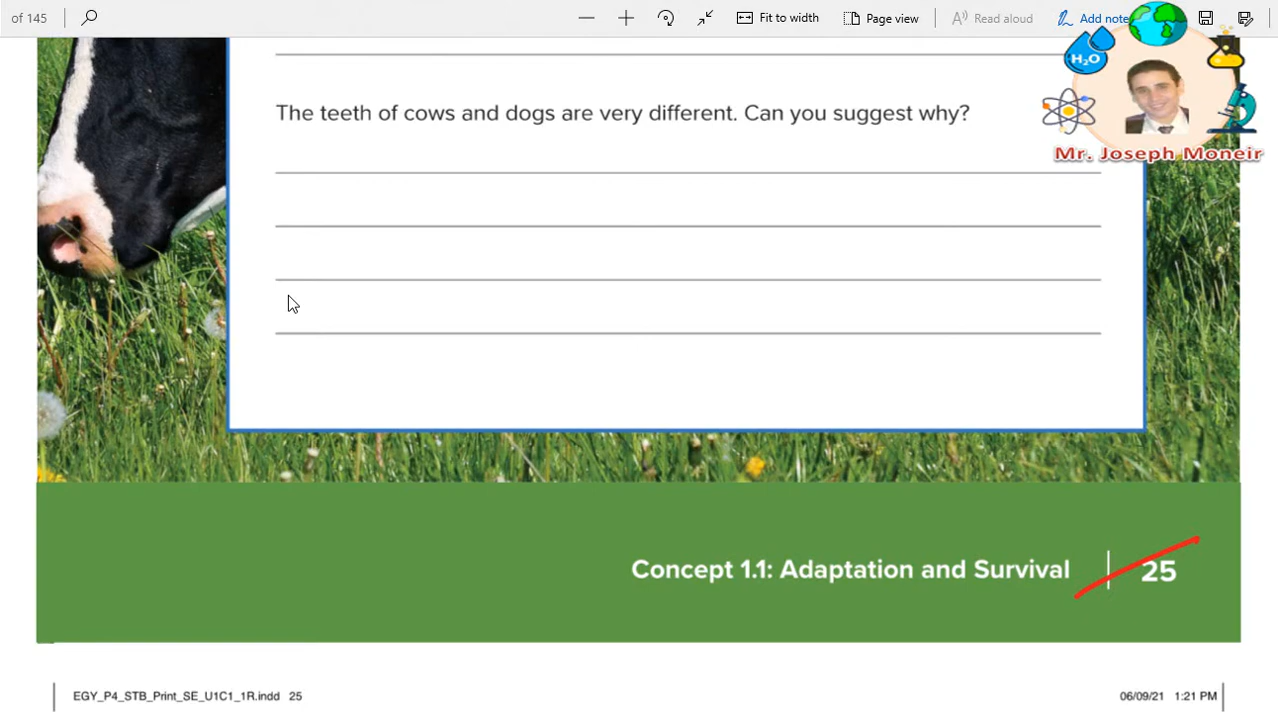 of 145
Fit to width
Page view
Read aloud
Add note
H₂O
The teeth of cows and dogs are very different. Can you suggest why?
Mr. Joseph Moneir
Concept 1.1: Adaptation and Survival
25
EGY_P4_STB_Print_SE_U1C1_1R.indd 25
06/09/21 1:21 PM